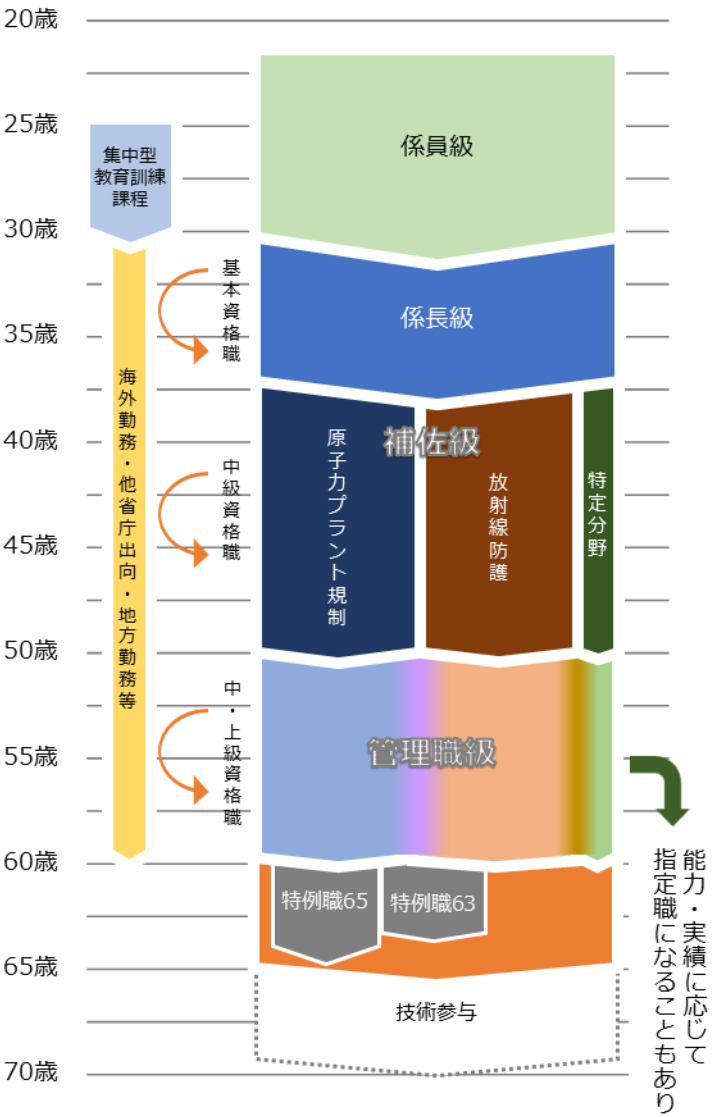 20歳
25歳
30歳
35歳
40歳
45歳
50歳
55歳
60歳
65歳
70歳
集中型
教育訓練
課程
海外勤務・他省庁出向・地方勤務等
基本資格職
中級資格職
中・上級資格職
係員級
係長級
補佐級
原子力プラント規制
放射線防護
特定分野
管理職級
特例職65
特例職63
技術参与
能力・実績に応じて
指定職になることもあり